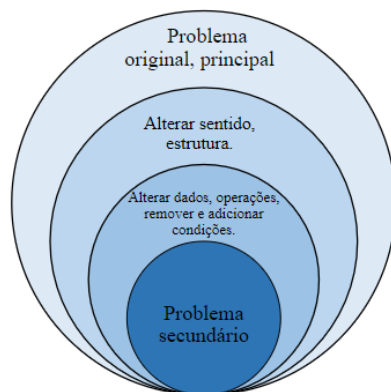 Problema
original, principal
Alterar sentido,
estrutura.
Alterar dados, operações,
remover e adicionar
condições.
Problema
secundário